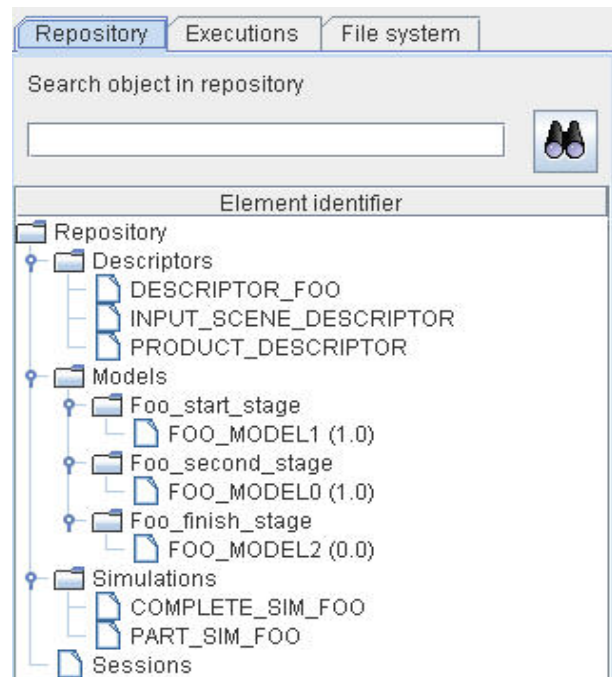 Repository Executions File system
Search object in repository
Element identifier
Repository
Descriptors
DESCRIPTOR_FOO
INPUT_SCENE_DESCRIPTOR
PRODUCT_DESCRIPTOR
Models
Foo_start_stage
FOO_MODEL1 (1.0)
Foo_second_stage
FOO_MODEL0 (1.0)
Foo_finish_stage
FOO_MODEL2 (0.0)
Simulations
COMPLETE_SIM_FOO
PART_SIM_FOO
Sessions